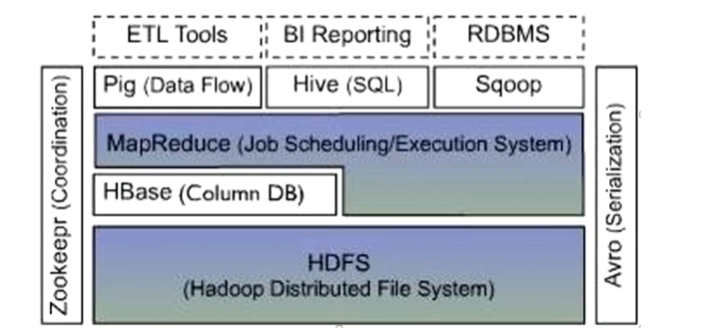 ETL Tools
BI Reporting
RDBMS
Zookeepr (Coordination)
Pig (Data Flow)
Hive (SQL)
Sqoop
Avro (Serialization)
MapReduce (Job Scheduling/Execution System)
HBase (Column DB)
HDFS
(Hadoop Distributed File System)